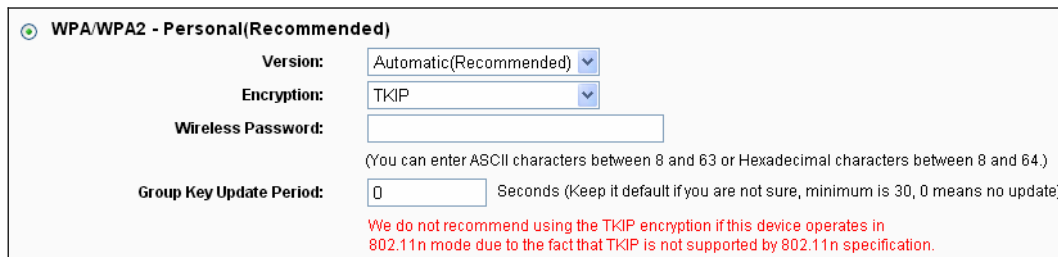 WPA/WPA2 - Personal(Recommended)
Version: Automatic(Recommended)
Encryption: TKIP
Wireless Password:
(You can enter ASCII characters between 8 and 63 or Hexadecimal characters between 8 and 64.)
Group Key Update Period: 0 Seconds (Keep it default if you are not sure, minimum is 30, 0 means no update)
We do not recommend using the TKIP encryption if this device operates in
802.11n mode due to the fact that TKIP is not supported by 802.11n specification.